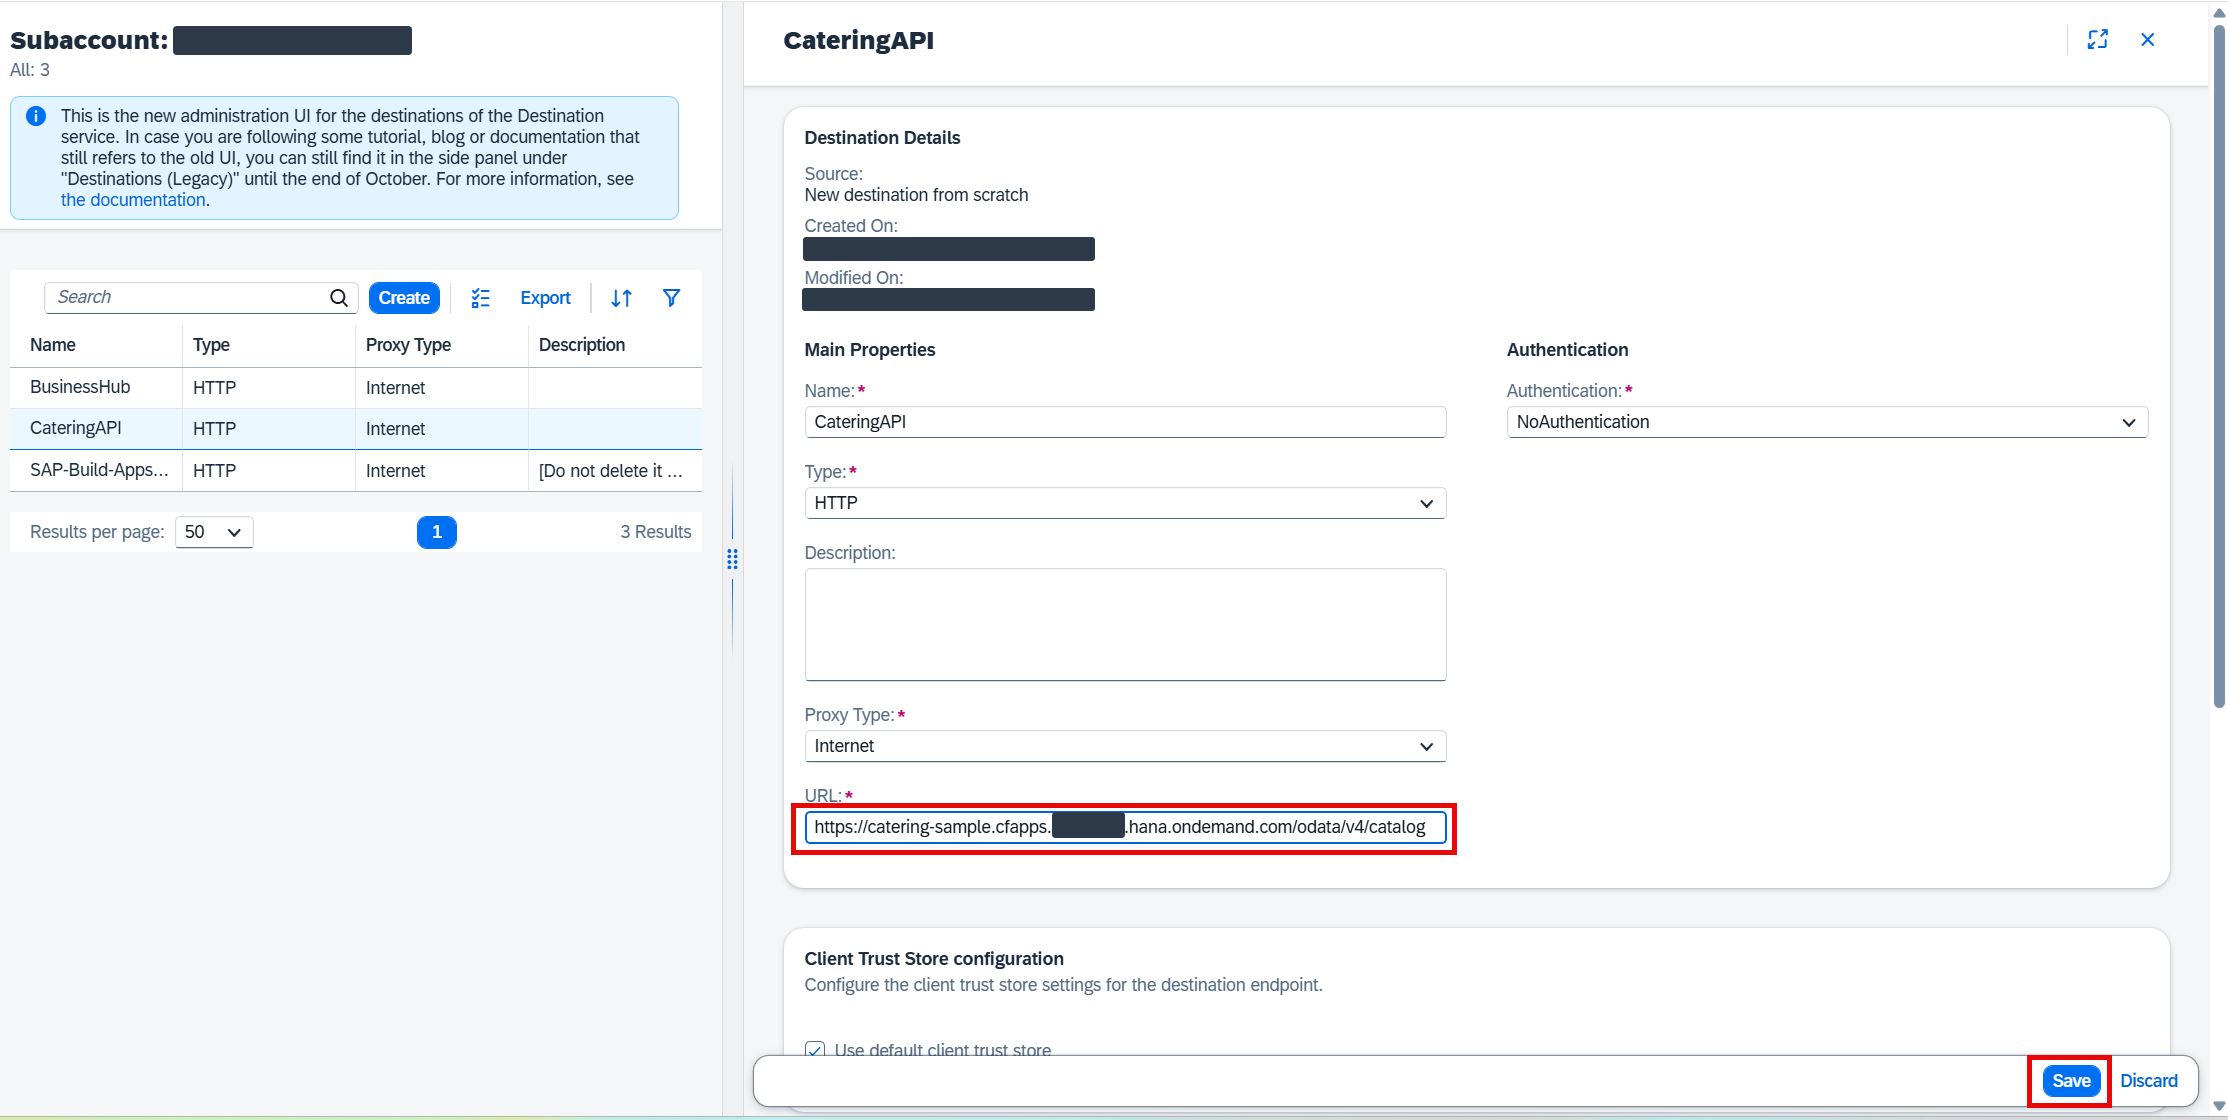 Subaccount:
All: 3
This is the new administration UI for the destinations of the Destination
service. In case you are following some tutorial, blog or documentation that
still refers to the old UI, you can still find it in the side panel under
"Destinations (Legacy)" until the end of October. For more information, see
the documentation.
Search
Create
Export
Name Type Proxy Type Description
BusinessHub HTTP Internet
CateringAPI HTTP Internet
SAP-Build-Apps... HTTP Internet [Do not delete it ...
Results per page: 50 1 3 Results
CateringAPI
Destination Details
Source:
New destination from scratch
Created On:
Modified On:
Main Properties
Name:*
CateringAPI
Type:*
HTTP
Description:
Proxy Type:*
Internet
URL:*
https://catering-sample.cfapps. .hana.ondemand.com/odata/v4/catalog
Authentication
Authentication:*
NoAuthentication
Client Trust Store configuration
Configure the client trust store settings for the destination endpoint.
Use default client trust store
Save Discard